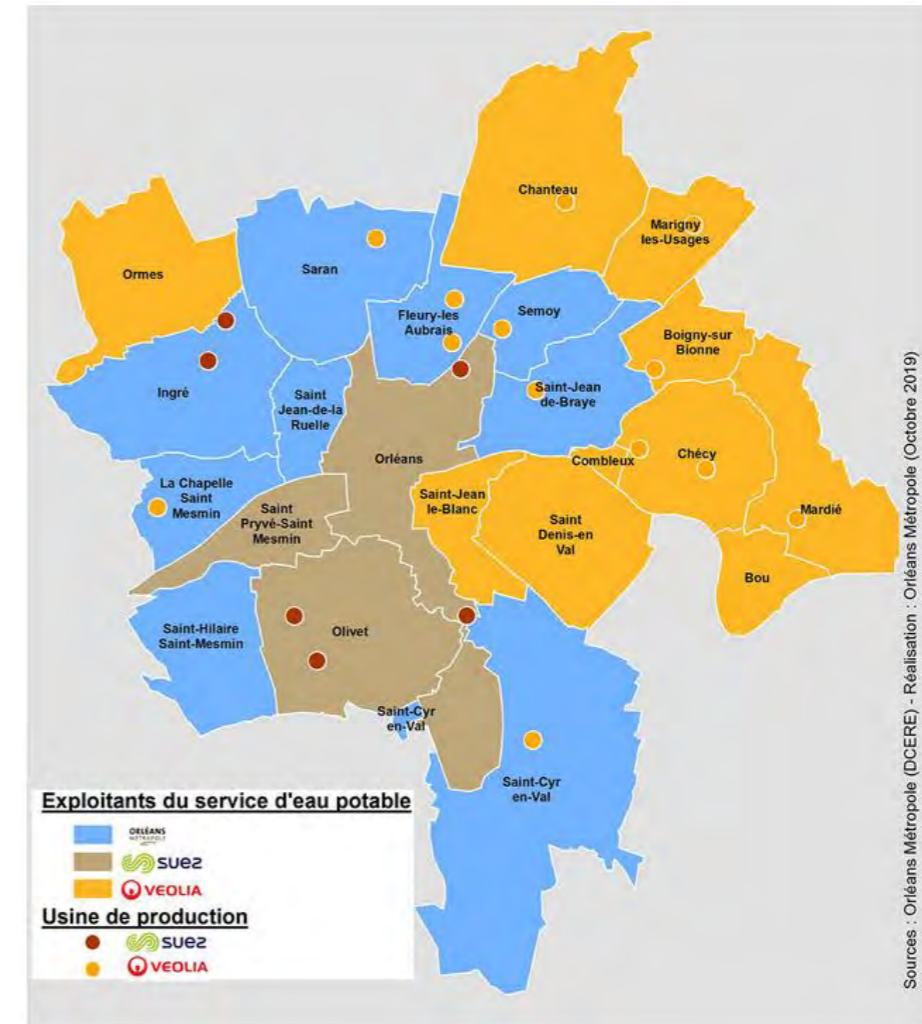 Chanteau
Marigny
les-Usages
Ormes
Saran
Fleury-les
Aubrais
Semoy
Boigny-sur
Bionne
Ingré
Saint
Jean-de-la
Ruelle
Saint-Jean
de-Braye
Orléans
Combleux
Chécy
La Chapelle
Saint
Mesmin
Saint
Pryvé-Saint
Mesmin
Saint-Jean
le-Blanc
Saint
Denis-en
Val
Mardié
Bou
Saint-Hilaire
Saint-Mesmin
Olivet
Saint-Cyr
en-Val
Saint-Cyr
en-Val
Exploitants du service d'eau potable
ORLÉANS
MÉTROPOLE
suez
VEOLIA
Usine de production
suez
VEOLIA
Sources : Orléans Métropole (DCERE) - Réalisation : Orléans Métropole (Octobre 2019)